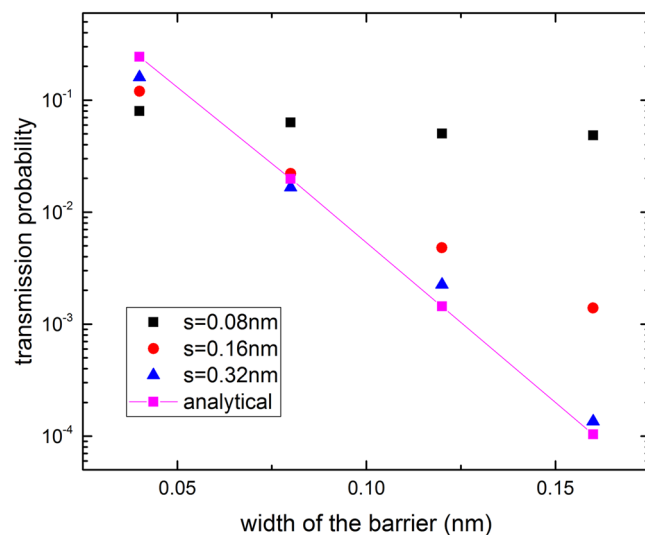 transmission probability
10⁻¹
10⁻²
10⁻³
10⁻⁴
s=0.08nm
s=0.16nm
s=0.32nm
analytical
0.05
0.10
0.15
width of the barrier (nm)